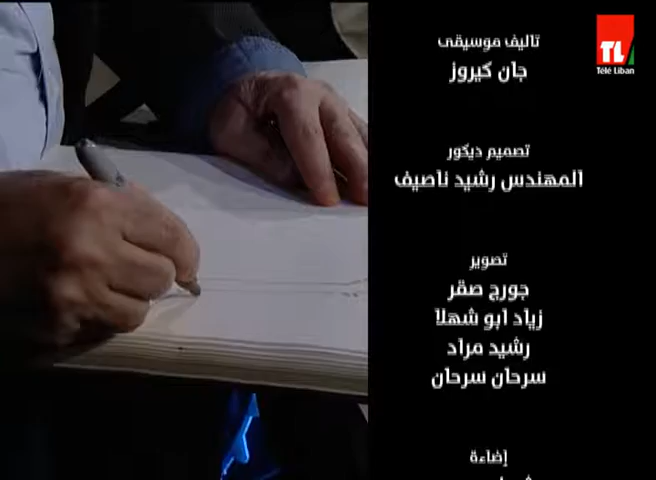 TL
Télé Liban
تاليف موسيقى
جان كيروز
تصميم ديكور
المهندس رشيد ناصيف
تصوير
جورج صقر
زياد ابو شهلا
رشيد مراد
سرحان سرحان
إضاءة